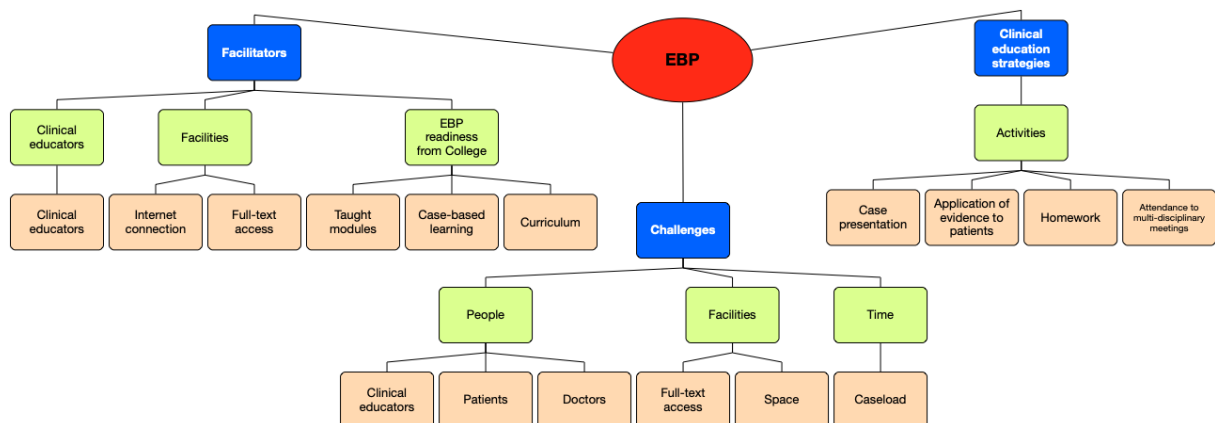 EBP
Facilitators
Clinical
education
strategies
Clinical
educators
Facilities
EBP
readiness
from College
Activities
Clinical
educators
Internet
connection
Full-text
access
Taught
modules
Case-based
learning
Curriculum
Case
presentation
Application of
evidence to
patients
Homework
Attendance to
multi-disciplinary
meetings
Challenges
People
Facilities
Time
Clinical
educators
Patients
Doctors
Full-text
access
Space
Caseload